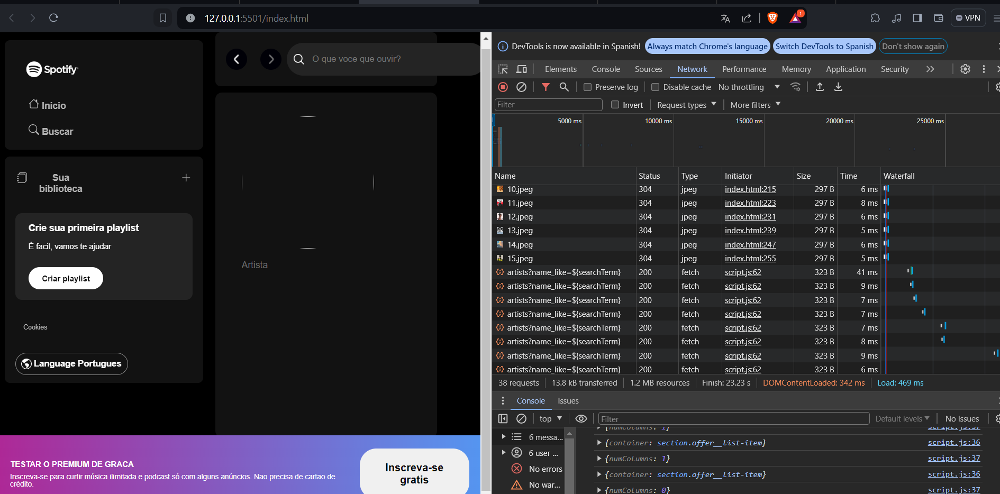 127.0.0.1:5501/index.html
1
VPN
Spotify
Inicio
Buscar
Sua
biblioteca
Crie sua primeira playlist
É facil, vamos te ajudar
Criar playlist
Cookies
Language Portugues
O que voce que ouvir?
Artista
TESTAR O PREMIUM DE GRACA
Inscreva-se para curtir música ilimitada e podcast só com alguns anúncios. Nao precisa de cartao de
crédito.
Inscreva-se
gratis
DevTools is now available in Spanish! Always match Chrome's language Switch DevTools to Spanish Don't show again
Elements Console Sources Network Performance Memory Application Security
Preserve log Disable cache No throttling
Filter Invert Request types More filters
5000 ms 10000 ms 15000 ms 20000 ms 25000 ms
Name Status Type Initiator Size Time Waterfall
10.jpeg 304 jpeg index.html:215 297 B 6 ms
11.jpeg 304 jpeg index.html:223 297 B 8 ms
12.jpeg 304 jpeg index.html:231 297 B 6 ms
13.jpeg 304 jpeg index.html:239 297 B 5 ms
14.jpeg 304 jpeg index.html:247 297 B 6 ms
15.jpeg 304 jpeg index.html:255 297 B 5 ms
artists?name_like=${searchTerm} 200 fetch script.js:62 323 B 41 ms
artists?name_like=${searchTerm} 200 fetch script.js:62 323 B 9 ms
artists?name_like=${searchTerm} 200 fetch script.js:62 323 B 7 ms
artists?name_like=${searchTerm} 200 fetch script.js:62 323 B 7 ms
artists?name_like=${searchTerm} 200 fetch script.js:62 323 B 7 ms
artists?name_like=${searchTerm} 200 fetch script.js:62 323 B 8 ms
artists?name_like=${searchTerm} 200 fetch script.js:62 323 B 9 ms
artists?name_like=${searchTerm} 200 fetch script.js:62 323 B 6 ms
38 requests 13.8 kB transferred 1.2 MB resources Finish: 23.23 s DOMContentLoaded: 342 ms Load: 469 ms
Console Issues
top Filter Default levels No Issues
6 messa...
6 user ...
No errors
No war...
{numColumns: 1} script.js:37
{container: section.offer__list-item} script.js:36
{numColumns: 1} script.js:37
{container: section.offer__list-item} script.js:36
{numColumns: 0} script.js:37